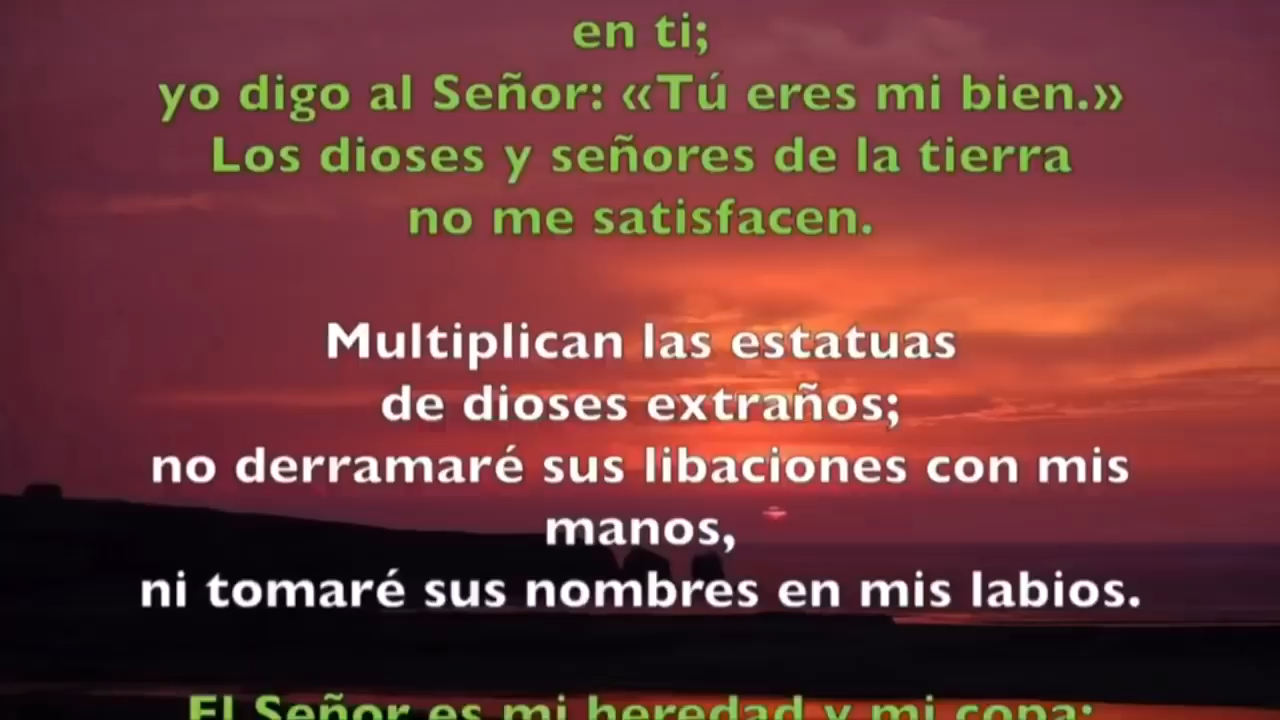 en ti;
yo digo al Señor: «Tú eres mi bien.»
Los dioses y señores de la tierra
no me satisfacen.
Multiplican las estatuas
de dioses extraños;
no derramaré sus libaciones con mis
manos,
ni tomaré sus nombres en mis labios.
El Señor es mi heredad y mi copa;